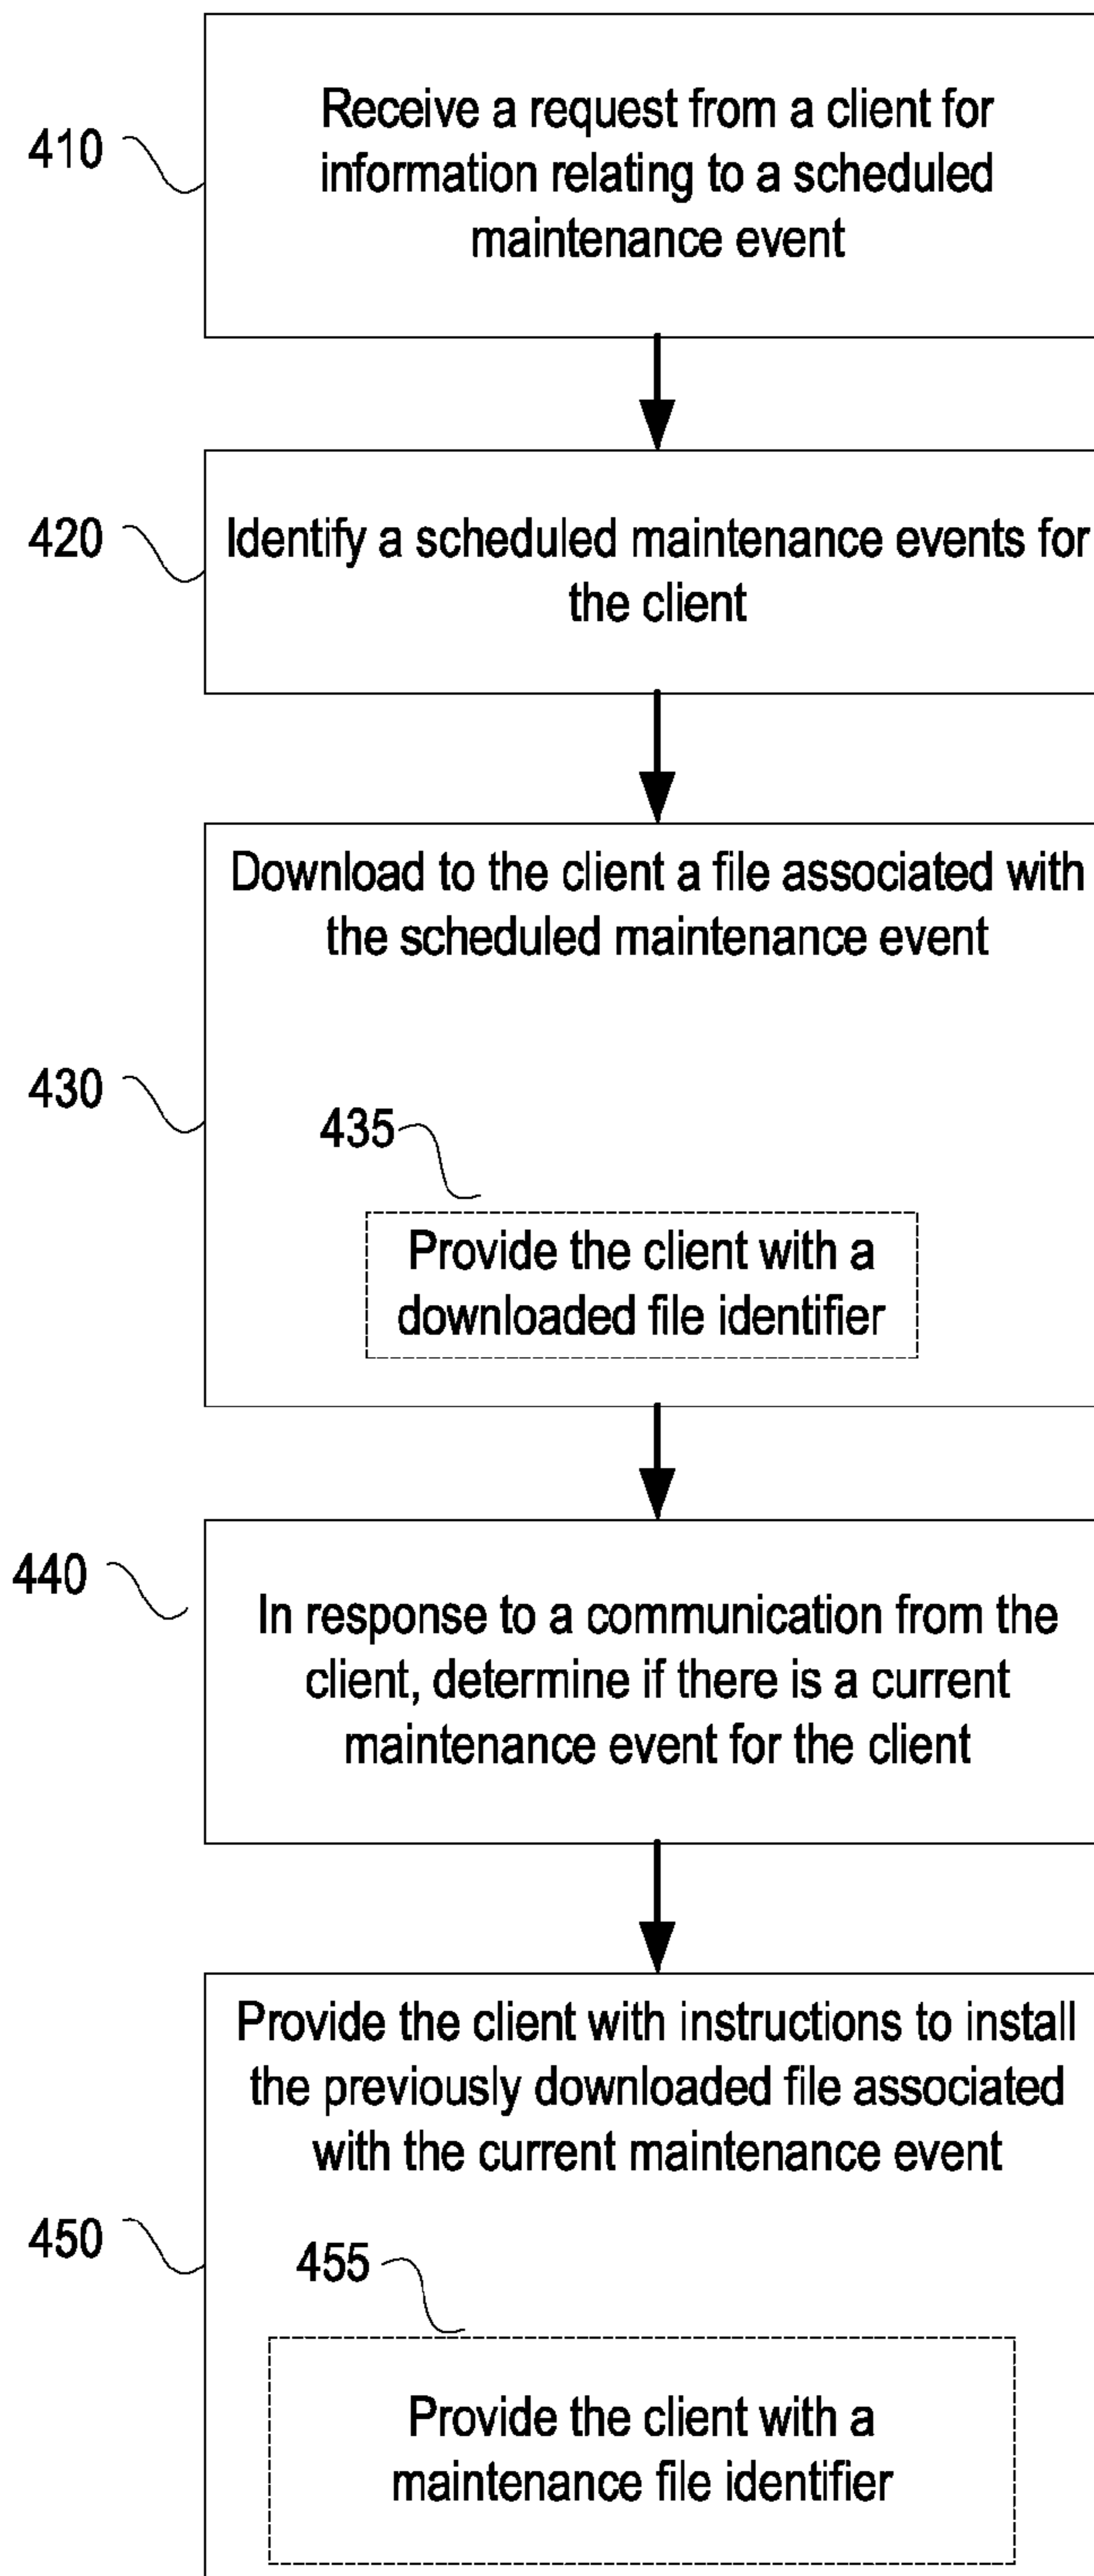 410
Receive a request from a client for
information relating to a scheduled
maintenance event
420
Identify a scheduled maintenance events for
the client
Download to the client a file associated with
the scheduled maintenance event
430
435
Provide the client with a
downloaded file identifier
440
In response to a communication from the
client, determine if there is a current
maintenance event for the client
Provide the client with instructions to install
the previously downloaded file associated
with the current maintenance event
450
455
Provide the client with a
maintenance file identifier